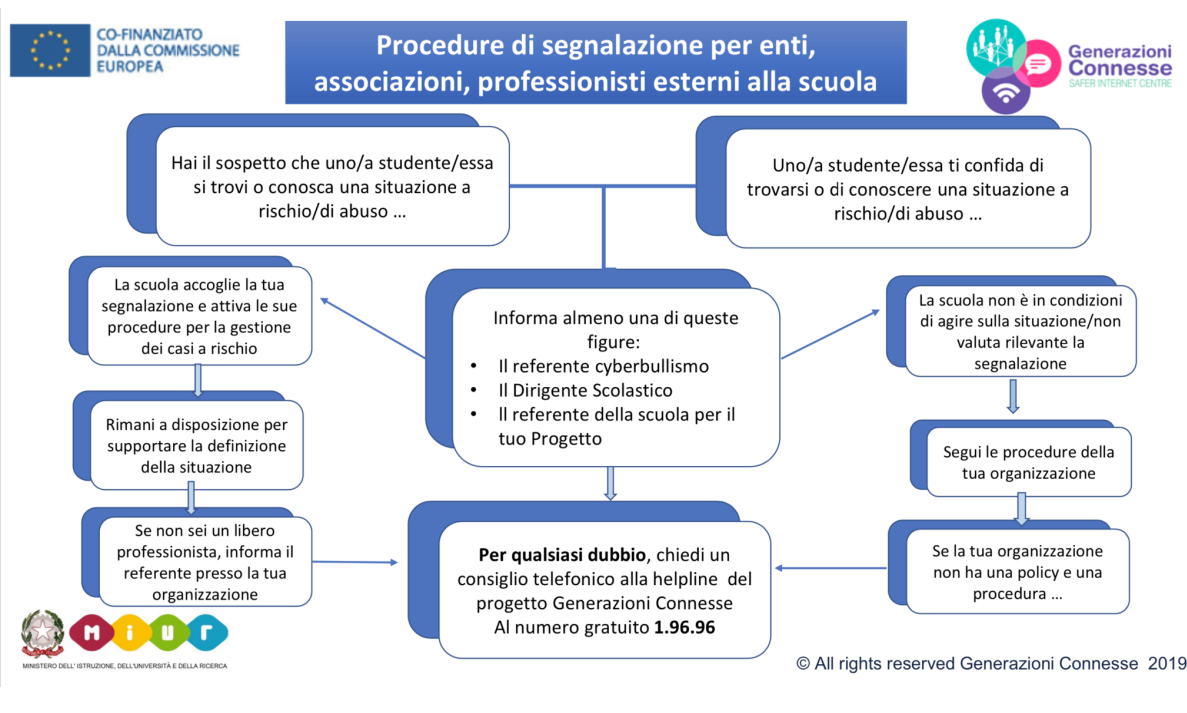 CO-FINANZIATO
DALLA COMMISSIONE
EUROPEA
Procedure di segnalazione per enti,
associazioni, professionisti esterni alla scuola
Generazioni
Connesse
SAFER INTERNET CENTRE
Hai il sospetto che uno/a studente/essa
si trovi o conosca una situazione a
rischio/di abuso ...
Uno/a studente/essa ti confida di
trovarsi o di conoscere una situazione a
rischio/di abuso ...
La scuola accoglie la tua
segnalazione e attiva le sue
procedure per la gestione
dei casi a rischio
Informa almeno una di queste
figure:
• Il referente cyberbullismo
• Il Dirigente Scolastico
• Il referente della scuola per il
tuo Progetto
La scuola non è in condizioni
di agire sulla situazione/non
valuta rilevante la
segnalazione
Rimani a disposizione per
supportare la definizione
della situazione
Segui le procedure della
tua organizzazione
Se non sei un libero
professionista, informa il
referente presso la tua
organizzazione
Per qualsiasi dubbio, chiedi un
consiglio telefonico alla helpline del
progetto Generazioni Connesse
Al numero gratuito 1.96.96
Se la tua organizzazione
non ha una policy e una
procedura ...
MIUR
MINISTERO DELL' ISTRUZIONE, DELL'UNIVERSITÀ E DELLA RICERCA
© All rights reserved Generazioni Connesse 2019